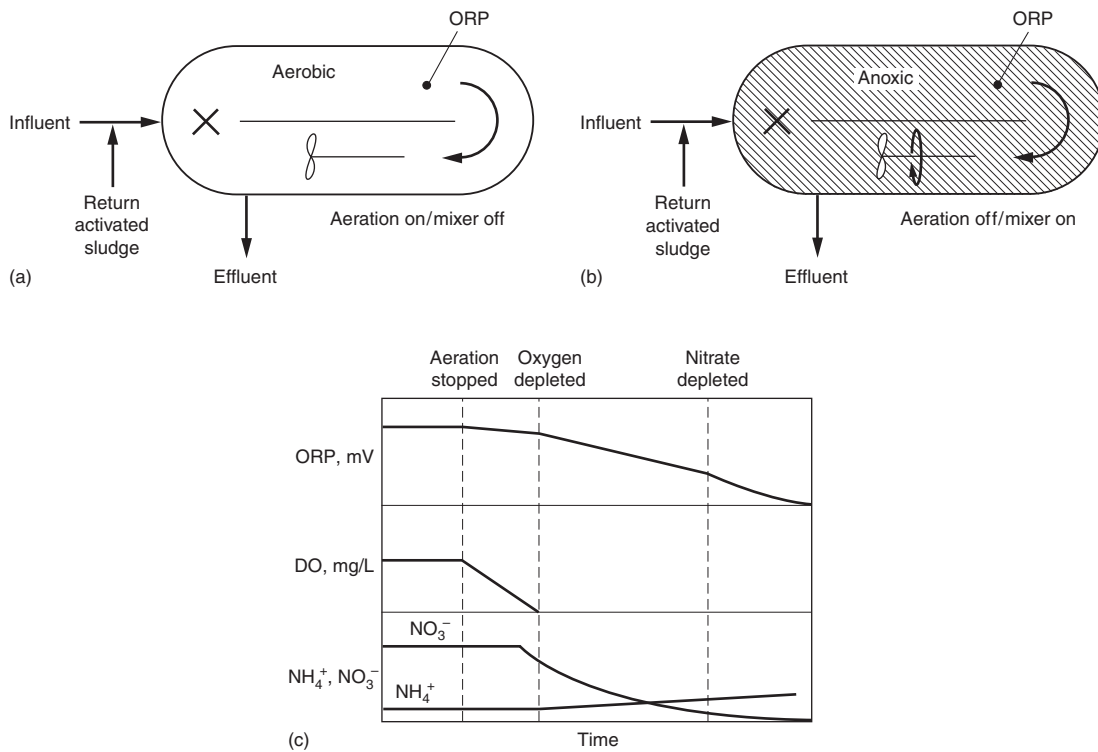 ORP
Aerobic
Influent
Return
activated
sludge
Aeration on/mixer off
Effluent
(a)
ORP
Anoxic
Influent
Return
activated
sludge
Aeration off/mixer on
Effluent
(b)
Aeration
stopped
Oxygen
depleted
Nitrate
depleted
ORP, mV
DO, mg/L
NO₃⁻
NH₄⁺, NO₃⁻
NH₄⁺
(c)
Time